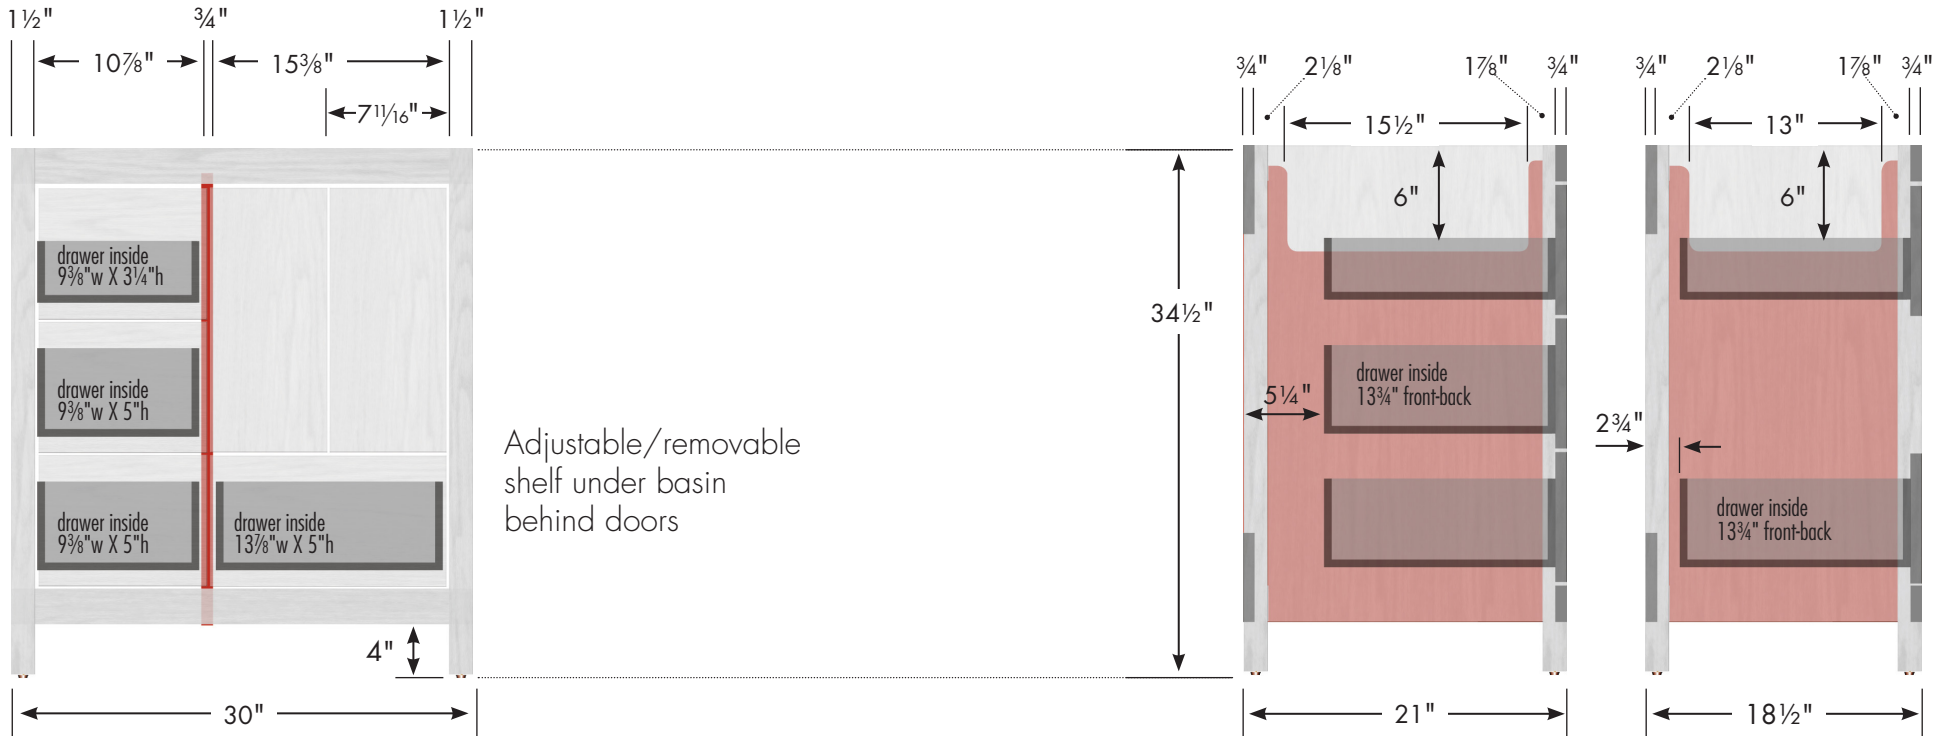 1½" ¾" 1½"
10⅞" 15⅜"
7¹¹⁄₁₆"
drawer inside
9⅜"w X 3¼"h
drawer inside
9⅜"w X 5"h
drawer inside
9⅜"w X 5"h
drawer inside
13⅞"w X 5"h
4"
30"
Adjustable/removable
shelf under basin
behind doors
34½"
¾" 2⅛" 1⅞" ¾"
15½"
6"
5¼"
drawer inside
13¾" front-back
21"
¾" 2⅛" 1⅞" ¾"
13"
6"
2¾"
drawer inside
13¾" front-back
18½"